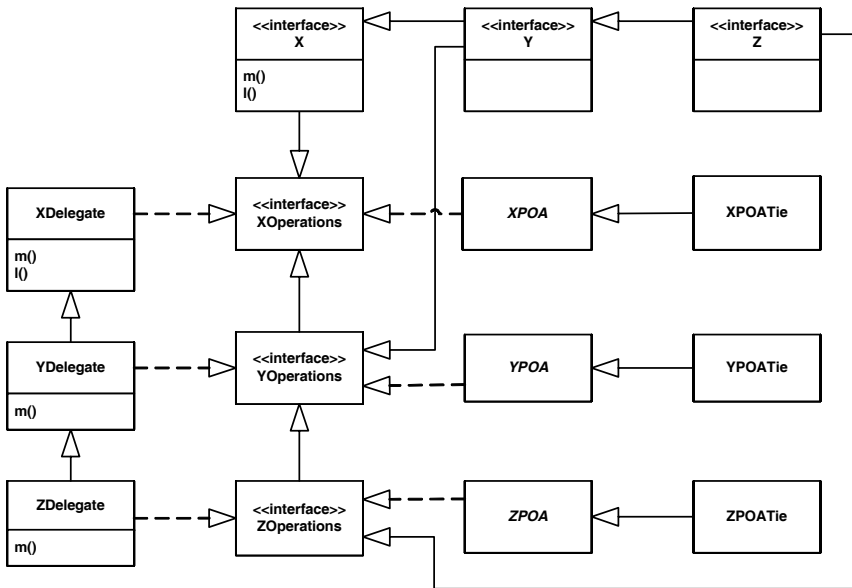 <<interface>>
X
m()
l()
<<interface>>
Y
<<interface>>
Z
XDelegate
m()
l()
<<interface>>
XOperations
XPOA
XPOATie
YDelegate
m()
<<interface>>
YOperations
YPOA
YPOATie
ZDelegate
m()
<<interface>>
ZOperations
ZPOA
ZPOATie